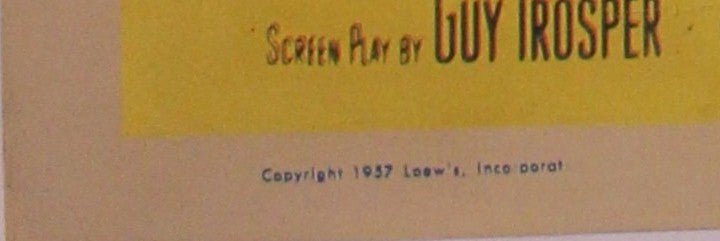 SCREEN PLAY BY GUY TROSPER
Copyright 1957 Loew's, Inco porat